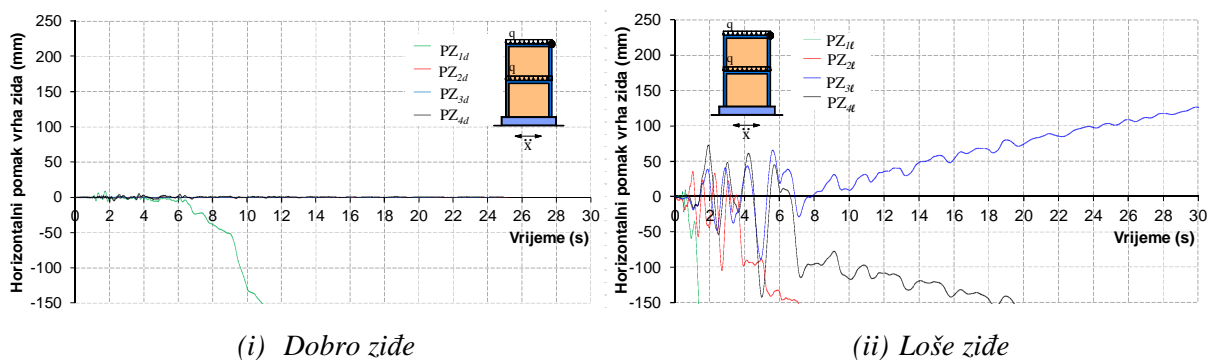 Horizontalni pomak vrha zida (mm)
250
200
150
100
50
0
-50
-100
-150
0 2 4 6 8 10 12 14 16 18 20 22 24 26 28 30
Vrijeme (s)
PZ1d
PZ2d
PZ3d
PZ4d
q
q
ẍ
(i) Dobro ziđe
Horizontalni pomak vrha zida (mm)
250
200
150
100
50
0
-50
-100
-150
0 2 4 6 8 10 12 14 16 18 20 22 24 26 28 30
Vrijeme (s)
q
q
ẍ
PZ1ℓ
PZ2ℓ
PZ3ℓ
PZ4ℓ
(ii) Loše ziđe